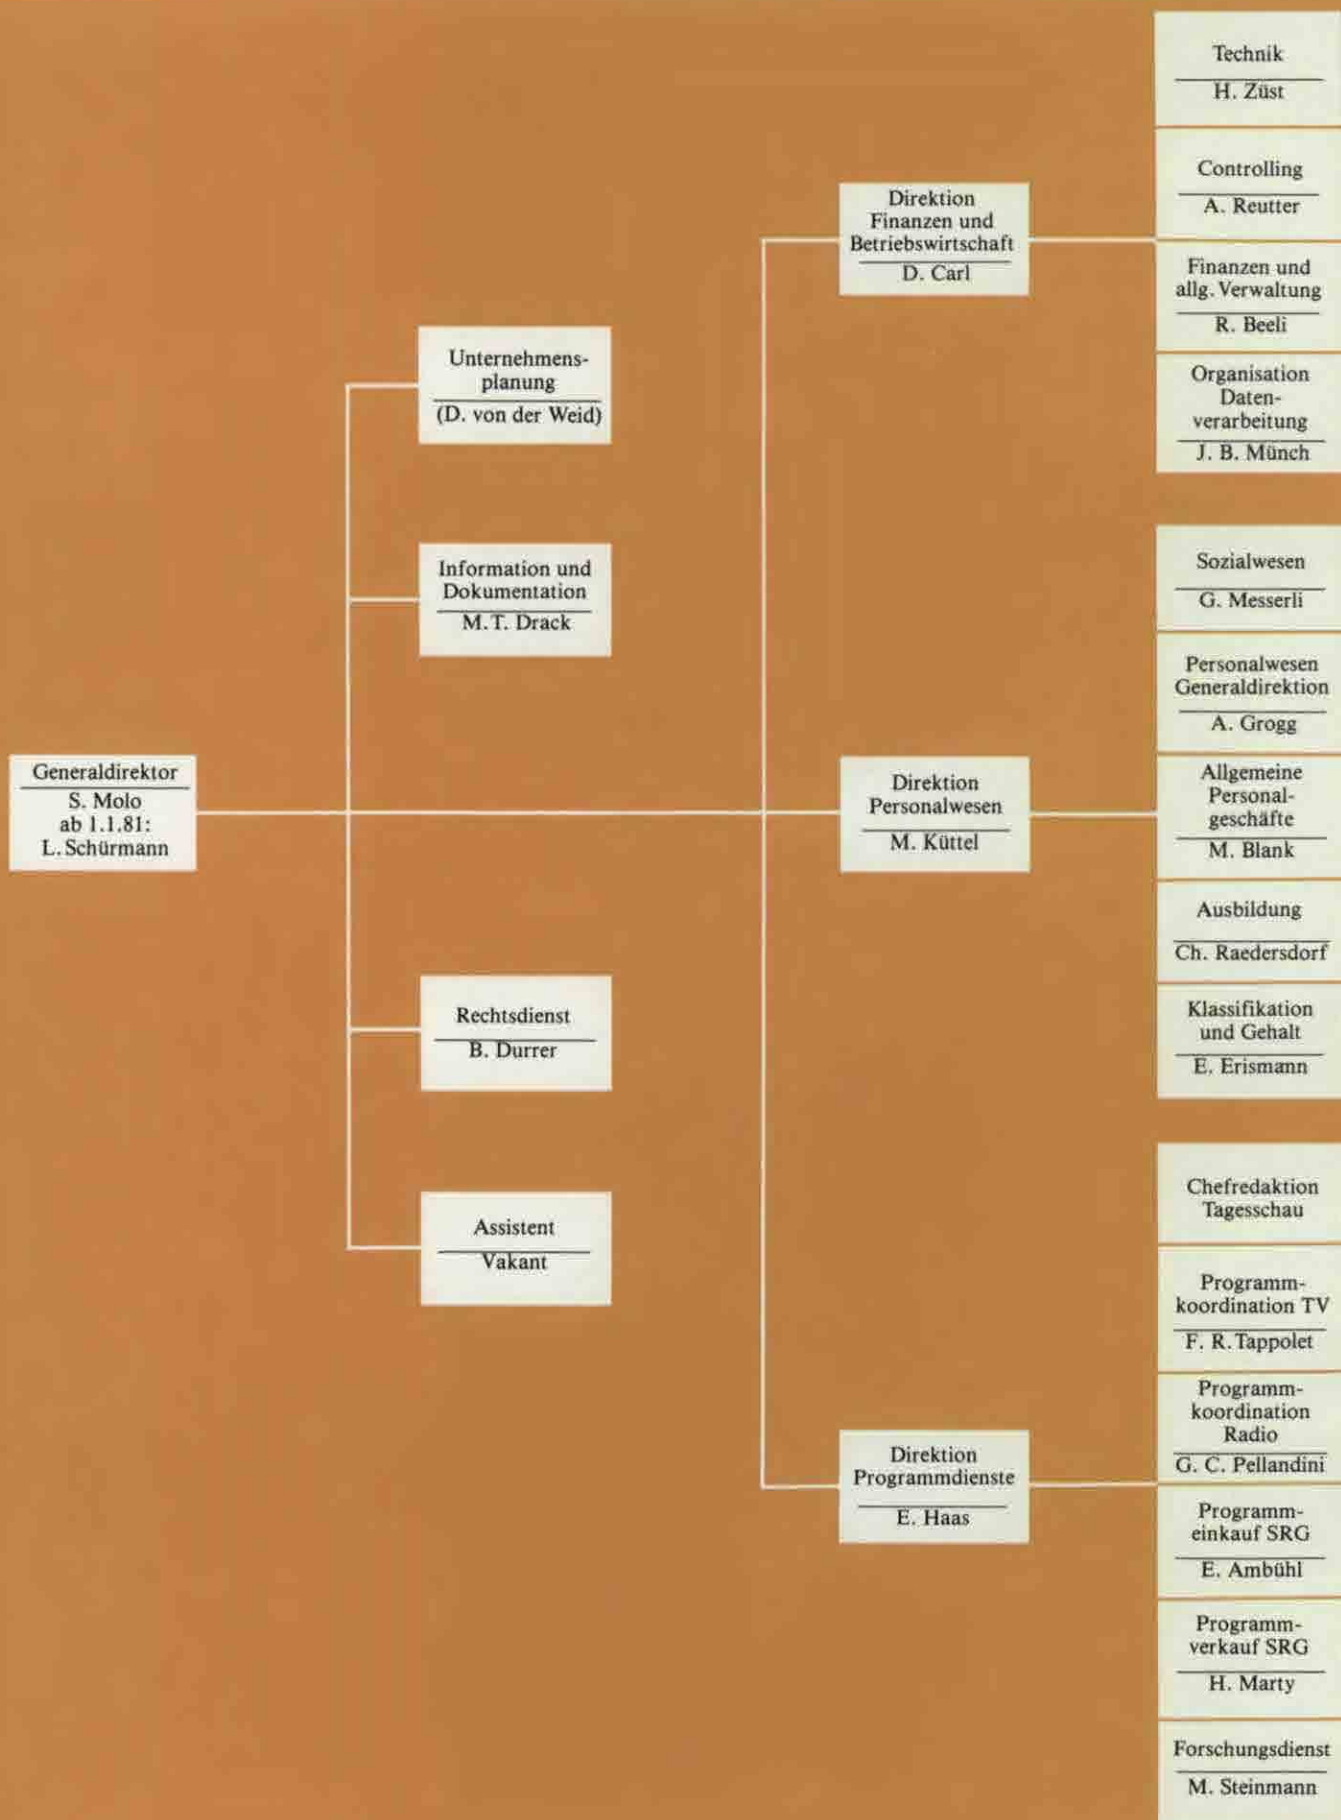 Generaldirektor
S. Molo
ab 1.1.81:
L. Schürmann
Unternehmens-
planung
(D. von der Weid)
Information und
Dokumentation
M. T. Drack
Rechtsdienst
B. Durrer
Assistent
Vakant
Direktion
Finanzen und
Betriebswirtschaft
D. Carl
Direktion
Personalwesen
M. Küttel
Direktion
Programmdienste
E. Haas
Technik
H. Züst
Controlling
A. Reutter
Finanzen und
allg. Verwaltung
R. Beeli
Organisation
Daten-
verarbeitung
J. B. Münch
Sozialwesen
G. Messerli
Personalwesen
Generaldirektion
A. Grogg
Allgemeine
Personal-
geschäfte
M. Blank
Ausbildung
Ch. Raedersdorf
Klassifikation
und Gehalt
E. Erismann
Chefredaktion
Tagesschau
Programm-
koordination TV
F. R. Tappolet
Programm-
koordination
Radio
G. C. Pellandini
Programm-
einkauf SRG
E. Ambühl
Programm-
verkauf SRG
H. Marty
Forschungsdienst
M. Steinmann